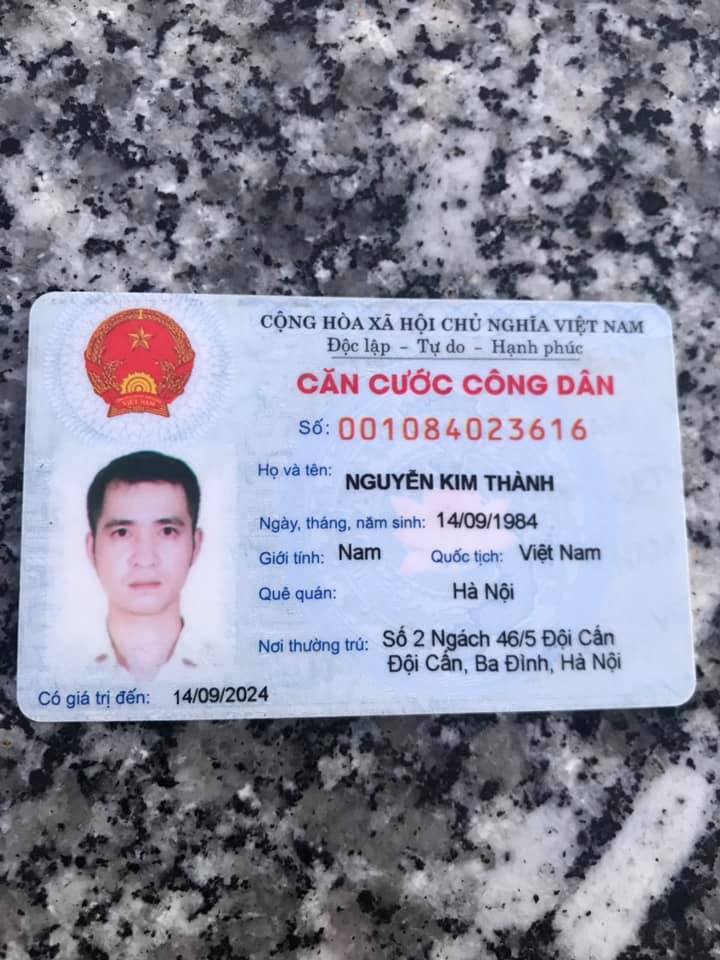 CỘNG HÒA XÃ HỘI CHỦ NGHĨA VIỆT NAM
Độc lập - Tự do - Hạnh phúc
CĂN CƯỚC CÔNG DÂN
Số: 001084023616
Họ và tên: NGUYỄN KIM THÀNH
Ngày, tháng, năm sinh: 14/09/1984
Giới tính: Nam Quốc tịch: Việt Nam
Quê quán: Hà Nội
Nơi thường trú: Số 2 Ngách 46/5 Đội Cấn
Đội Cấn, Ba Đình, Hà Nội
Có giá trị đến: 14/09/2024
VIỆT NAM